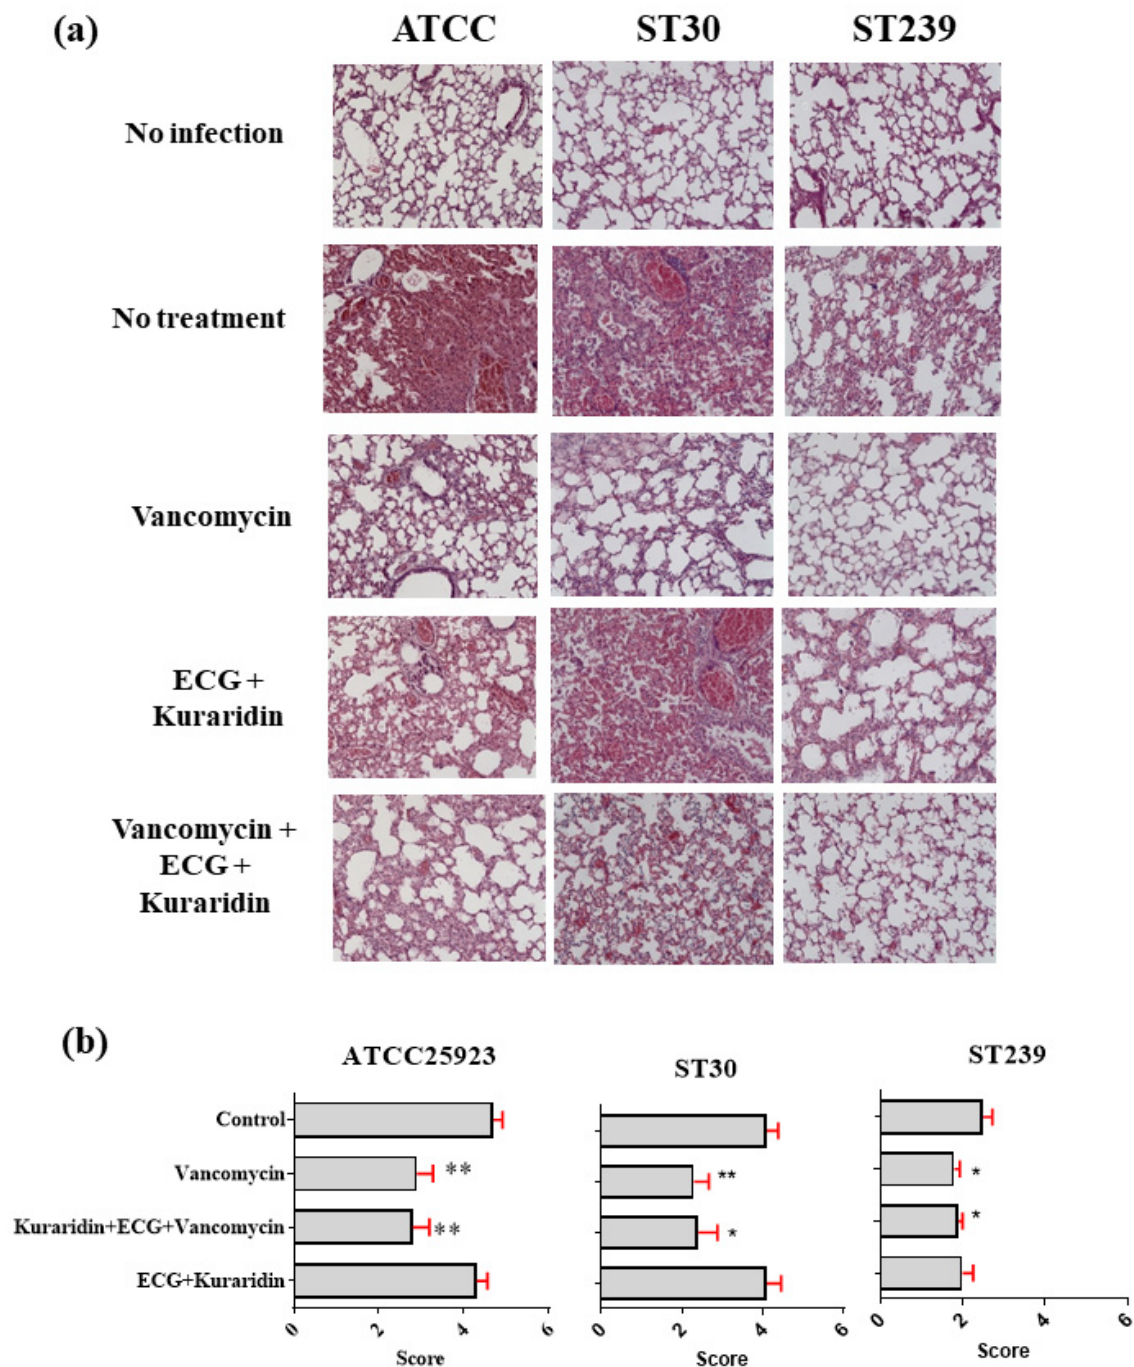 (a)
ATCC ST30 ST239
No infection
No treatment
Vancomycin
ECG +
Kuraridin
Vancomycin +
ECG +
Kuraridin
(b)
ATCC25923
ST30
ST239
Control
Vancomycin
**
**
*
Kuraridin+ECG+Vancomycin
**
*
*
ECG+Kuraridin
0 2 4 6
Score
0 2 4 6
Score
0 2 4 6
Score